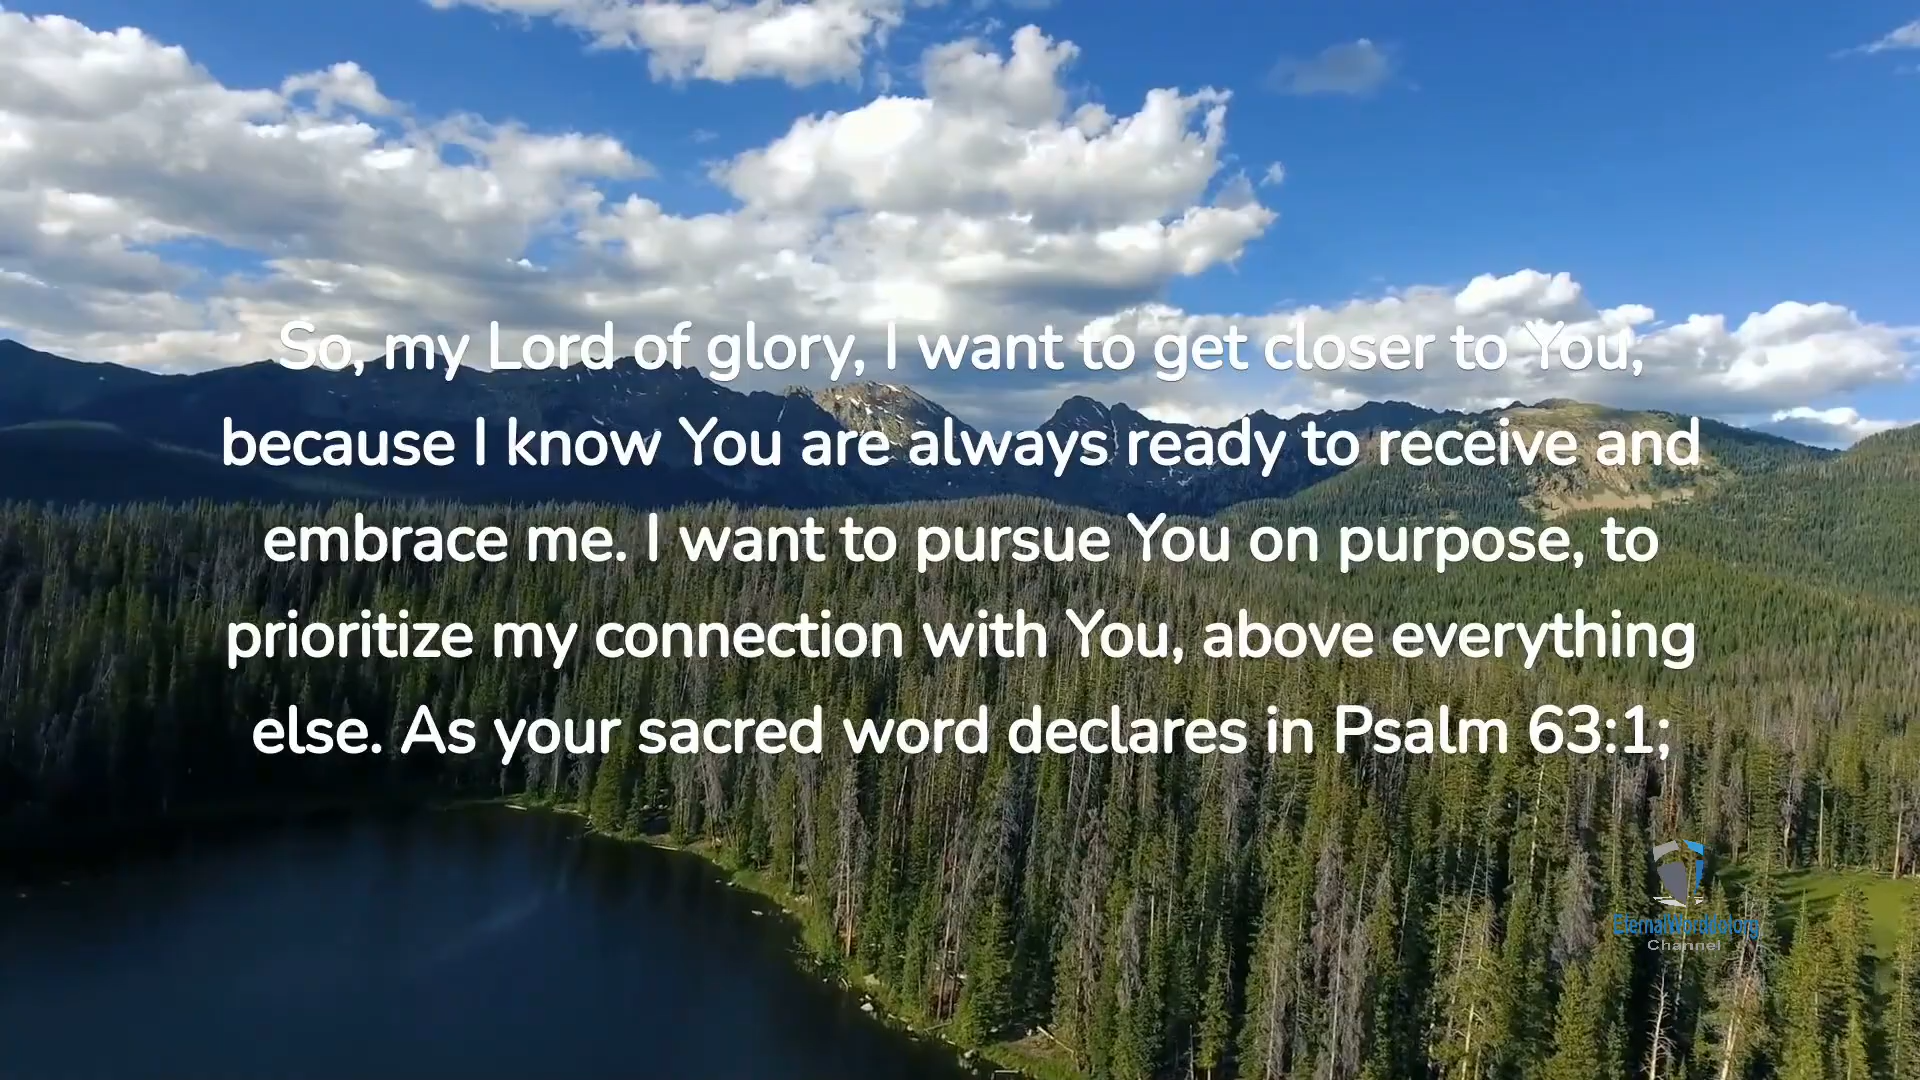 So, my Lord of glory, I want to get closer to You,
because I know You are always ready to receive and
embrace me. I want to pursue You on purpose, to
prioritize my connection with You, above everything
else. As your sacred word declares in Psalm 63:1;
EternalWorddotorg
Channel